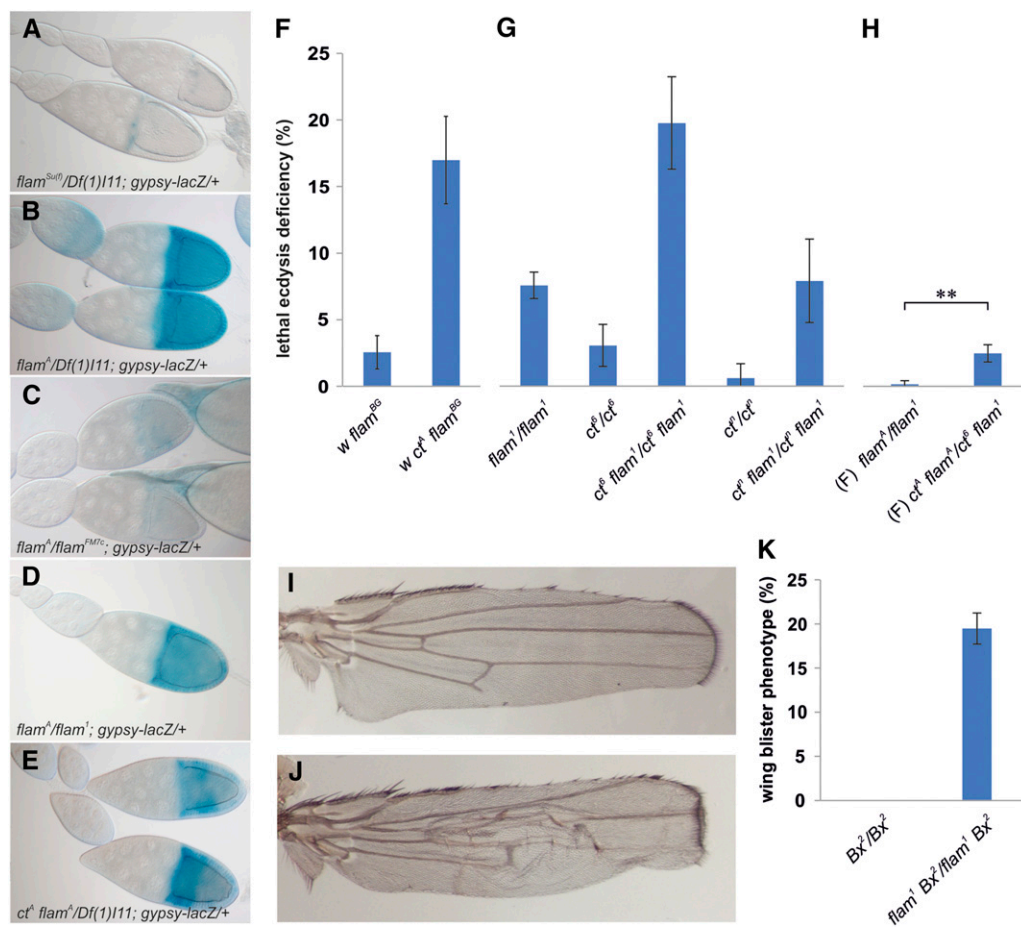 A
flam^Su(f)/Df(1)l11; gypsy-lacZ/+
B
flam^A/Df(1)l11; gypsy-lacZ/+
C
flam^A/flam^FM7c; gypsy-lacZ/+
D
flam^A/flam^1; gypsy-lacZ/+
E
ct^A flam^A/Df(1)l11; gypsy-lacZ/+
F
G
H
lethal ecdysis deficiency (%)
25
20
15
10
5
0
**
w flam^BG
w ct^A flam^BG
flam^1/flam^1
ct^6/ct^6
ct^6 flam^1/ct^6 flam^1
ct^n/ct^n
ct^n flam^1/ct^n flam^1
(F) flam^A/flam^1
(F) ct^A flam^A/ct^6 flam^1
I
J
K
wing blister phenotype (%)
25
20
15
10
5
0
Bx^2/Bx^2
flam^1 Bx^2/flam^1 Bx^2